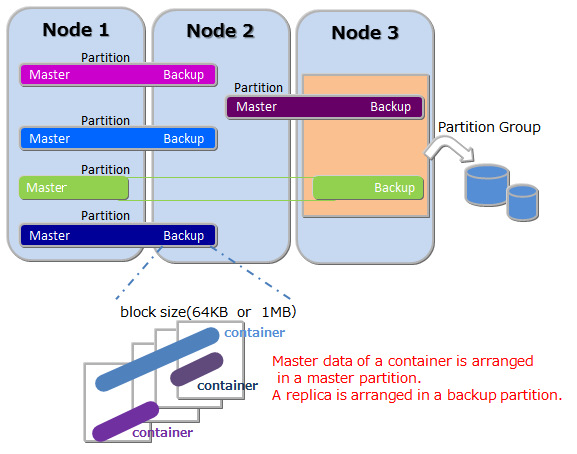 Node 1
Node 2
Node 3
Partition
Master Backup
Partition
Master Backup
Partition
Master Backup
Partition Group
Partition
Master Backup
Partition
Master Backup
block size(64KB or 1MB)
container
container
container
Master data of a container is arranged
in a master partition.
A replica is arranged in a backup partition.